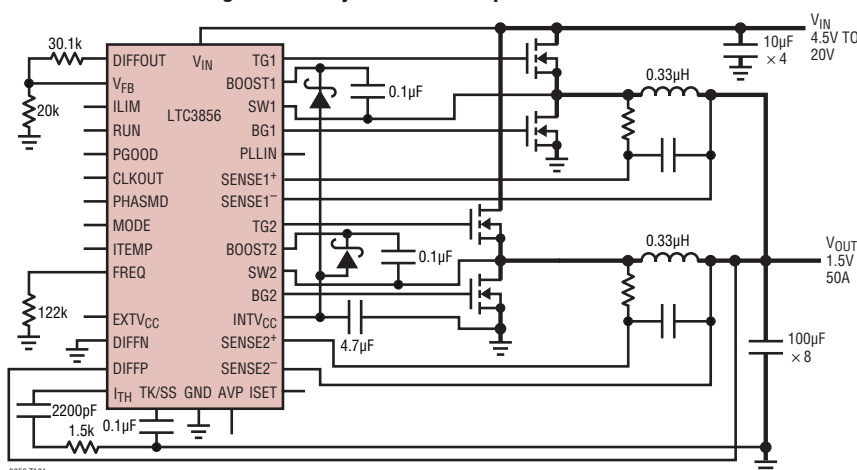 30.1k
20k
DIFFOUT
VFB
ILIM
RUN
PGOOD
CLKOUT
PHASMD
MODE
ITEMP
FREQ
EXTVCC
DIFFN
DIFFP
ITH TK/SS GND AVP ISET
VIN
LTC3856
TG1
BOOST1
SW1
BG1
PLLIN
SENSE1+
SENSE1–
TG2
BOOST2
SW2
BG2
INTVCC
SENSE2+
SENSE2–
122k
2200pF
1.5k
0.1µF
0.1µF
0.1µF
4.7µF
0.33µH
0.33µH
10µF
× 4
VIN
4.5V TO
20V
VOUT
1.5V
50A
100µF
× 8